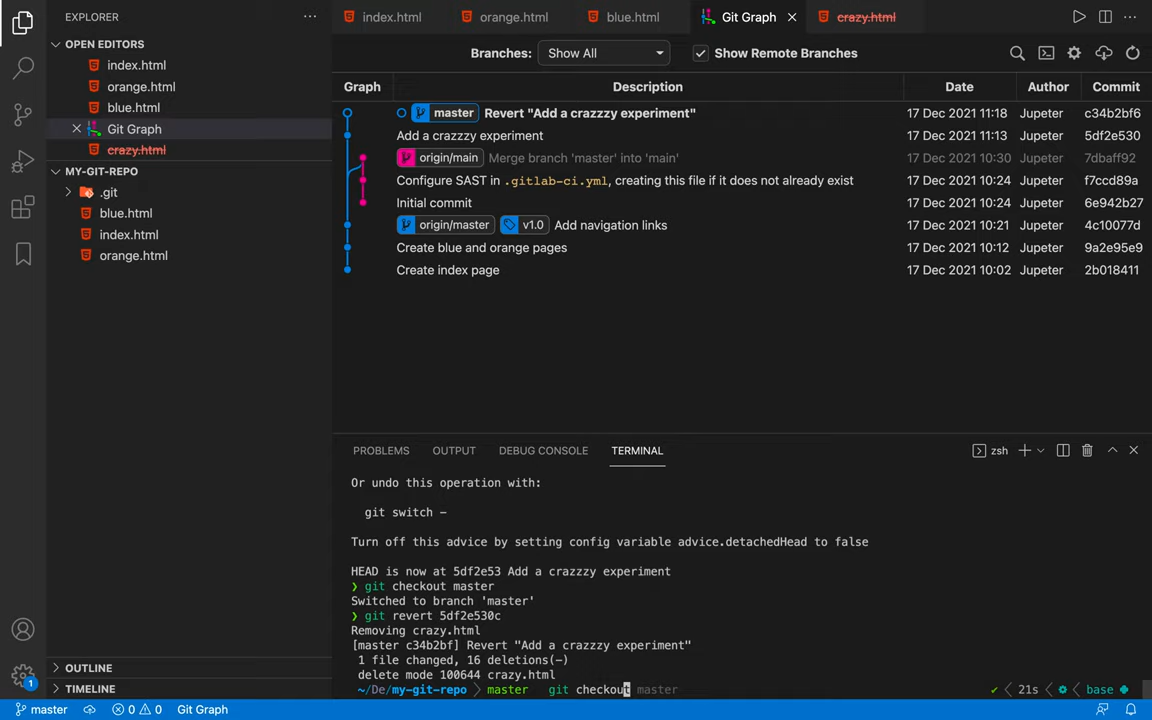 EXPLORER
index.html orange.html blue.html Git Graph crazy.html
OPEN EDITORS
index.html
orange.html
blue.html
Git Graph
crazy.html
MY-GIT-REPO
.git
blue.html
index.html
orange.html
OUTLINE
TIMELINE
Branches: Show All Show Remote Branches
Graph Description Date Author Commit
master Revert "Add a crazzzy experiment" 17 Dec 2021 11:18 Jupeter c34b2bf6
Add a crazzzy experiment 17 Dec 2021 11:13 Jupeter 5df2e530
origin/main Merge branch 'master' into 'main' 17 Dec 2021 10:30 Jupeter 7dbaff92
Configure SAST in .gitlab-ci.yml, creating this file if it does not already exist 17 Dec 2021 10:24 Jupeter f7ccd89a
Initial commit 17 Dec 2021 10:24 Jupeter 6e942b27
origin/master v1.0 Add navigation links 17 Dec 2021 10:21 Jupeter 4c10077d
Create blue and orange pages 17 Dec 2021 10:12 Jupeter 9a2e95e9
Create index page 17 Dec 2021 10:02 Jupeter 2b018411
PROBLEMS OUTPUT DEBUG CONSOLE TERMINAL zsh
Or undo this operation with:
git switch -
Turn off this advice by setting config variable advice.detachedHead to false
HEAD is now at 5df2e53 Add a crazzzy experiment
❯ git checkout master
Switched to branch 'master'
❯ git revert 5df2e530c
Removing crazy.html
[master c34b2bf] Revert "Add a crazzzy experiment"
1 file changed, 16 deletions(-)
delete mode 100644 crazy.html
~/De/my-git-repo master git checkout master 21s base
1
master 0 0 Git Graph